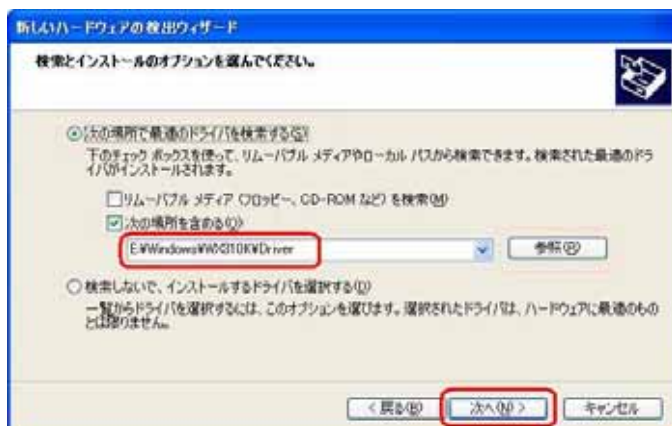 新しいハードウェアの検出ウィザード
検索とインストールのオプションを選んでください。
次の場所で最適のドライバを検索する(S)
下のチェック ボックスを使って、リムーバブル メディアやローカル パスから検索できます。検索された最適のドラ
イバがインストールされます。
リムーバブル メディア (フロッピー、CD-ROM など) を検索(M)
次の場所を含める(O)
E:¥Windows¥WX310K¥Driver
参照(R)
検索しないで、インストールするドライバを選択する(D)
一覧からドライバを選択するには、このオプションを選びます。選択されたドライバは、ハードウェアに最適のもの
とは限りません。
< 戻る(B)
次へ(N) >
キャンセル